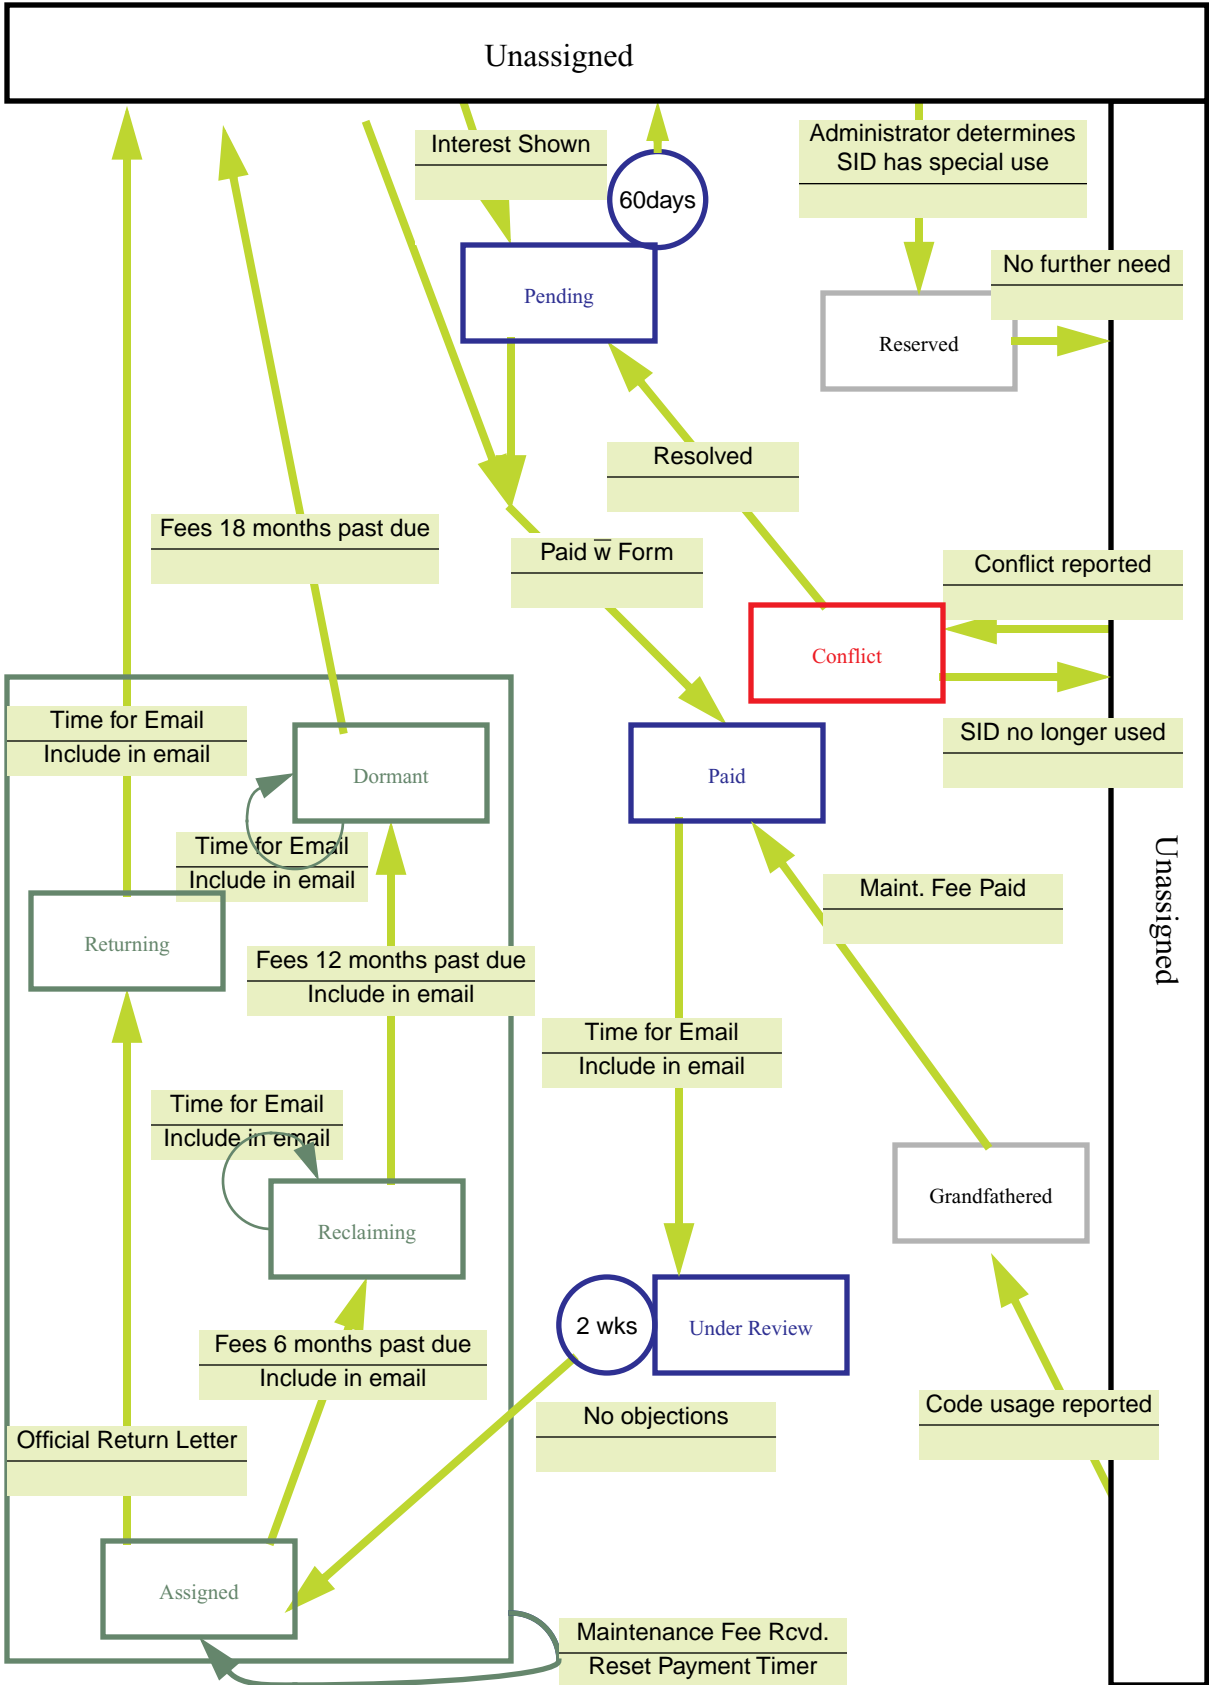 Unassigned
Interest Shown
Administrator determines
SID has special use
60days
No further need
Pending
Reserved
Resolved
Fees 18 months past due
Paid w̅ Form
Conflict reported
Conflict
Time for Email
Include in email
SID no longer used
Dormant
Paid
Time for Email
Include in email
Unassigned
Maint. Fee Paid
Returning
Fees 12 months past due
Include in email
Time for Email
Include in email
Time for Email
Include in email
Grandfathered
Reclaiming
2 wks
Under Review
Fees 6 months past due
Include in email
Code usage reported
No objections
Official Return Letter
Assigned
Maintenance Fee Rcvd.
Reset Payment Timer